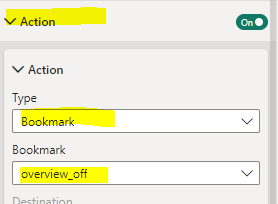 Action On
Action
Type
Bookmark
Bookmark
overview_off
Destination